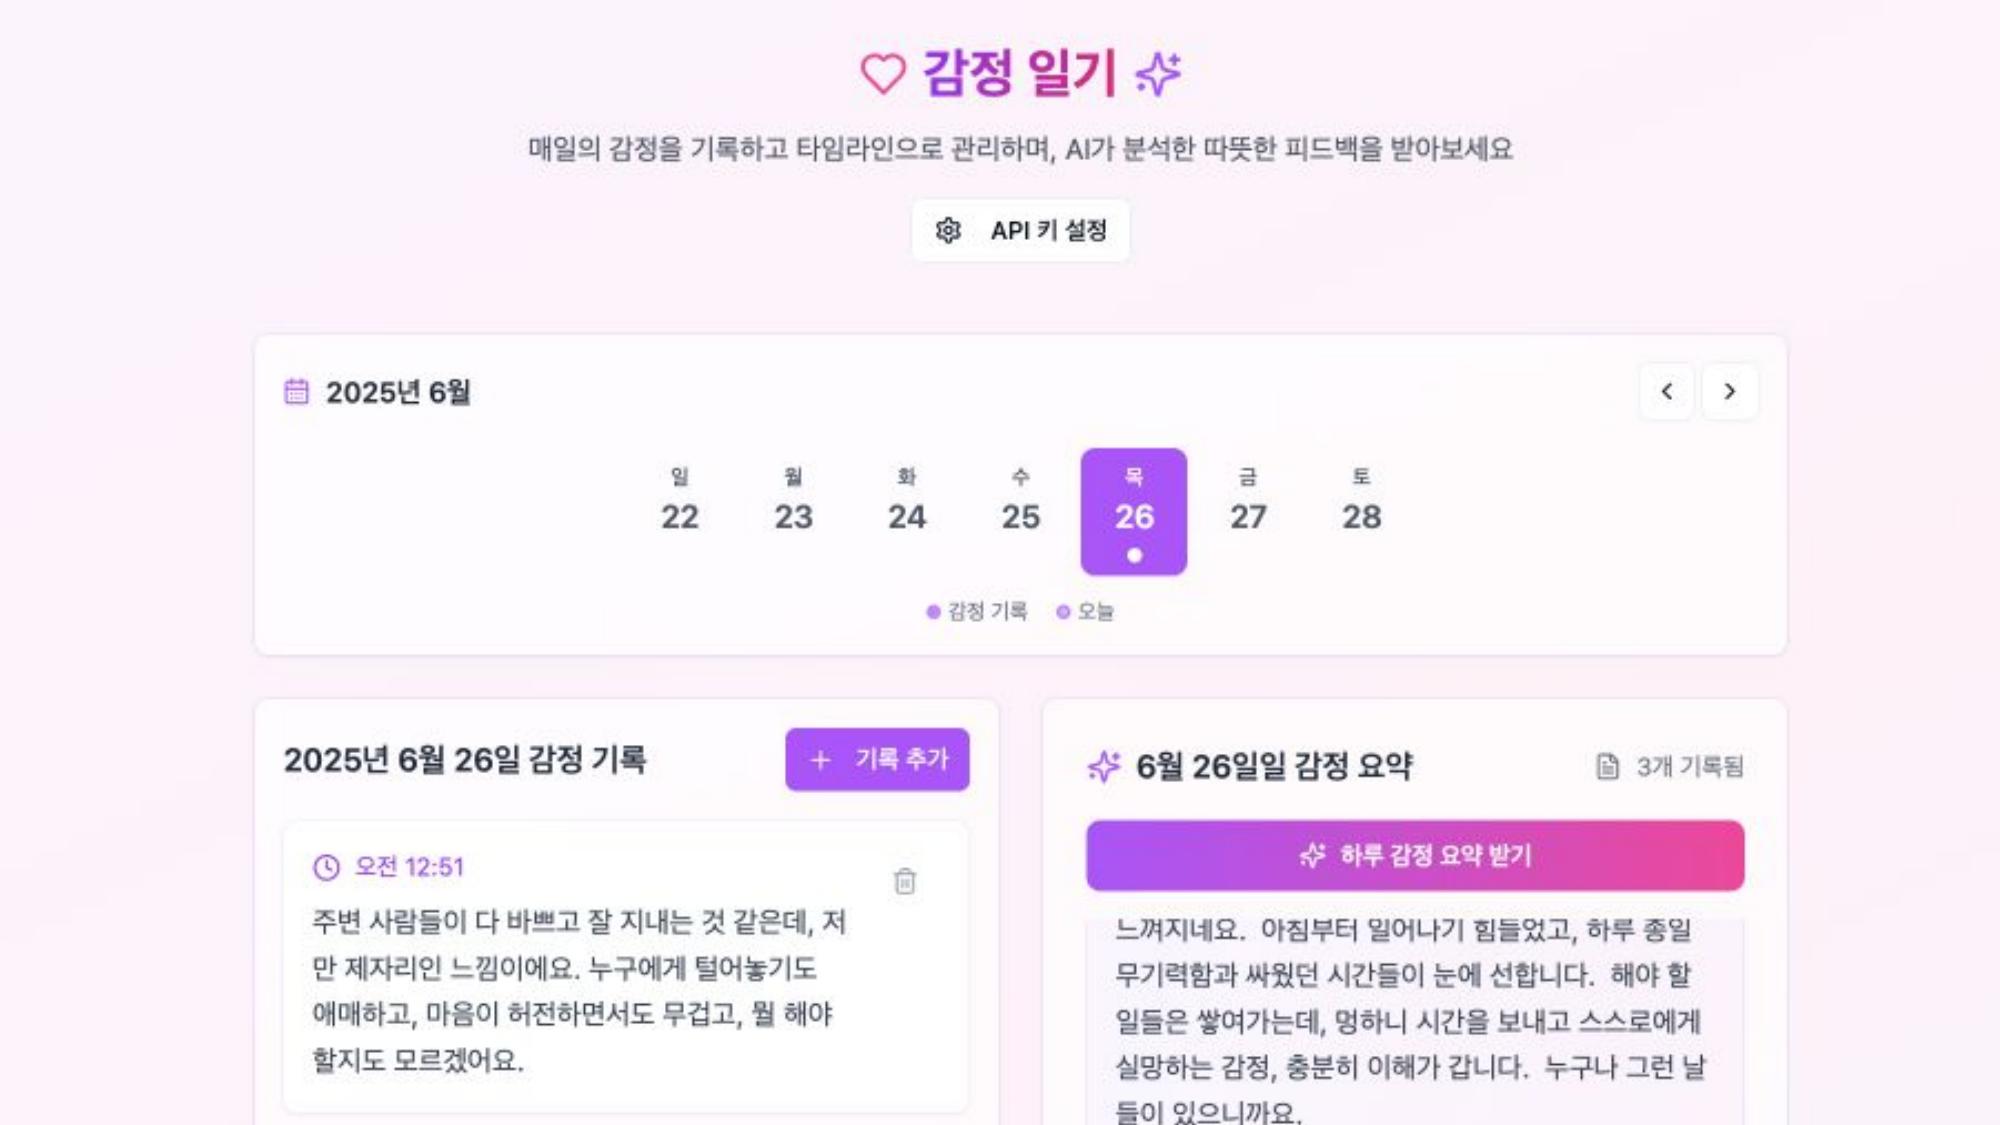 감정 일기
매일의 감정을 기록하고 타임라인으로 관리하며, AI가 분석한 따뜻한 피드백을 받아보세요
API 키 설정
2025년 6월
일 월 화 수 목 금 토
22 23 24 25 26 27 28
감정 기록 오늘
2025년 6월 26일 감정 기록
기록 추가
오전 12:51
주변 사람들이 다 바쁘고 잘 지내는 것 같은데, 저
만 제자리인 느낌이에요. 누구에게 털어놓기도
애매하고, 마음이 허전하면서도 무겁고, 뭘 해야
할지도 모르겠어요.
6월 26일일 감정 요약
3개 기록됨
하루 감정 요약 받기
느껴지네요. 아침부터 일어나기 힘들었고, 하루 종일
무기력함과 싸웠던 시간들이 눈에 선합니다. 해야 할
일들은 쌓여가는데, 멍하니 시간을 보내고 스스로에게
실망하는 감정, 충분히 이해가 갑니다. 누구나 그런 날
들이 있으니까요.